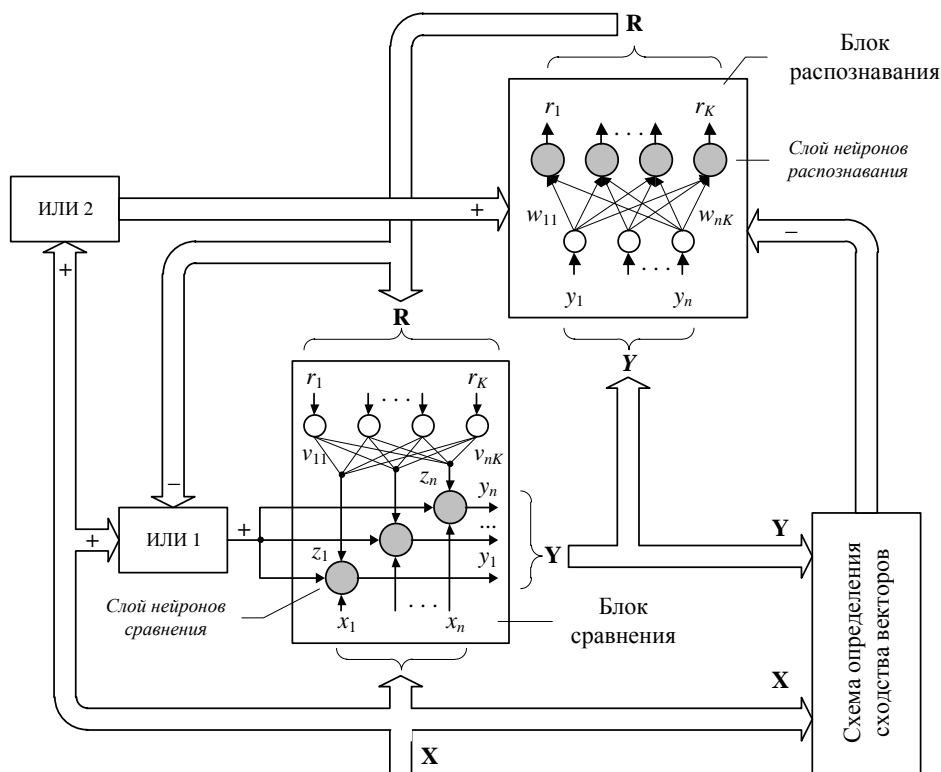 R
Блок
распознавания
r1 rK
. . .
Слой нейронов
распознавания
ИЛИ 2
+
w11 wnK
–
+
. . .
y1 yn
R
Y
r1 rK
. . .
v11 vnK
zn
–
yn
...
+ ИЛИ 1 +
z1 y1
Y
Y
Слой нейронов
сравнения
. . .
x1 xn
Блок
сравнения
X
X
Схема определения
сходства векторов